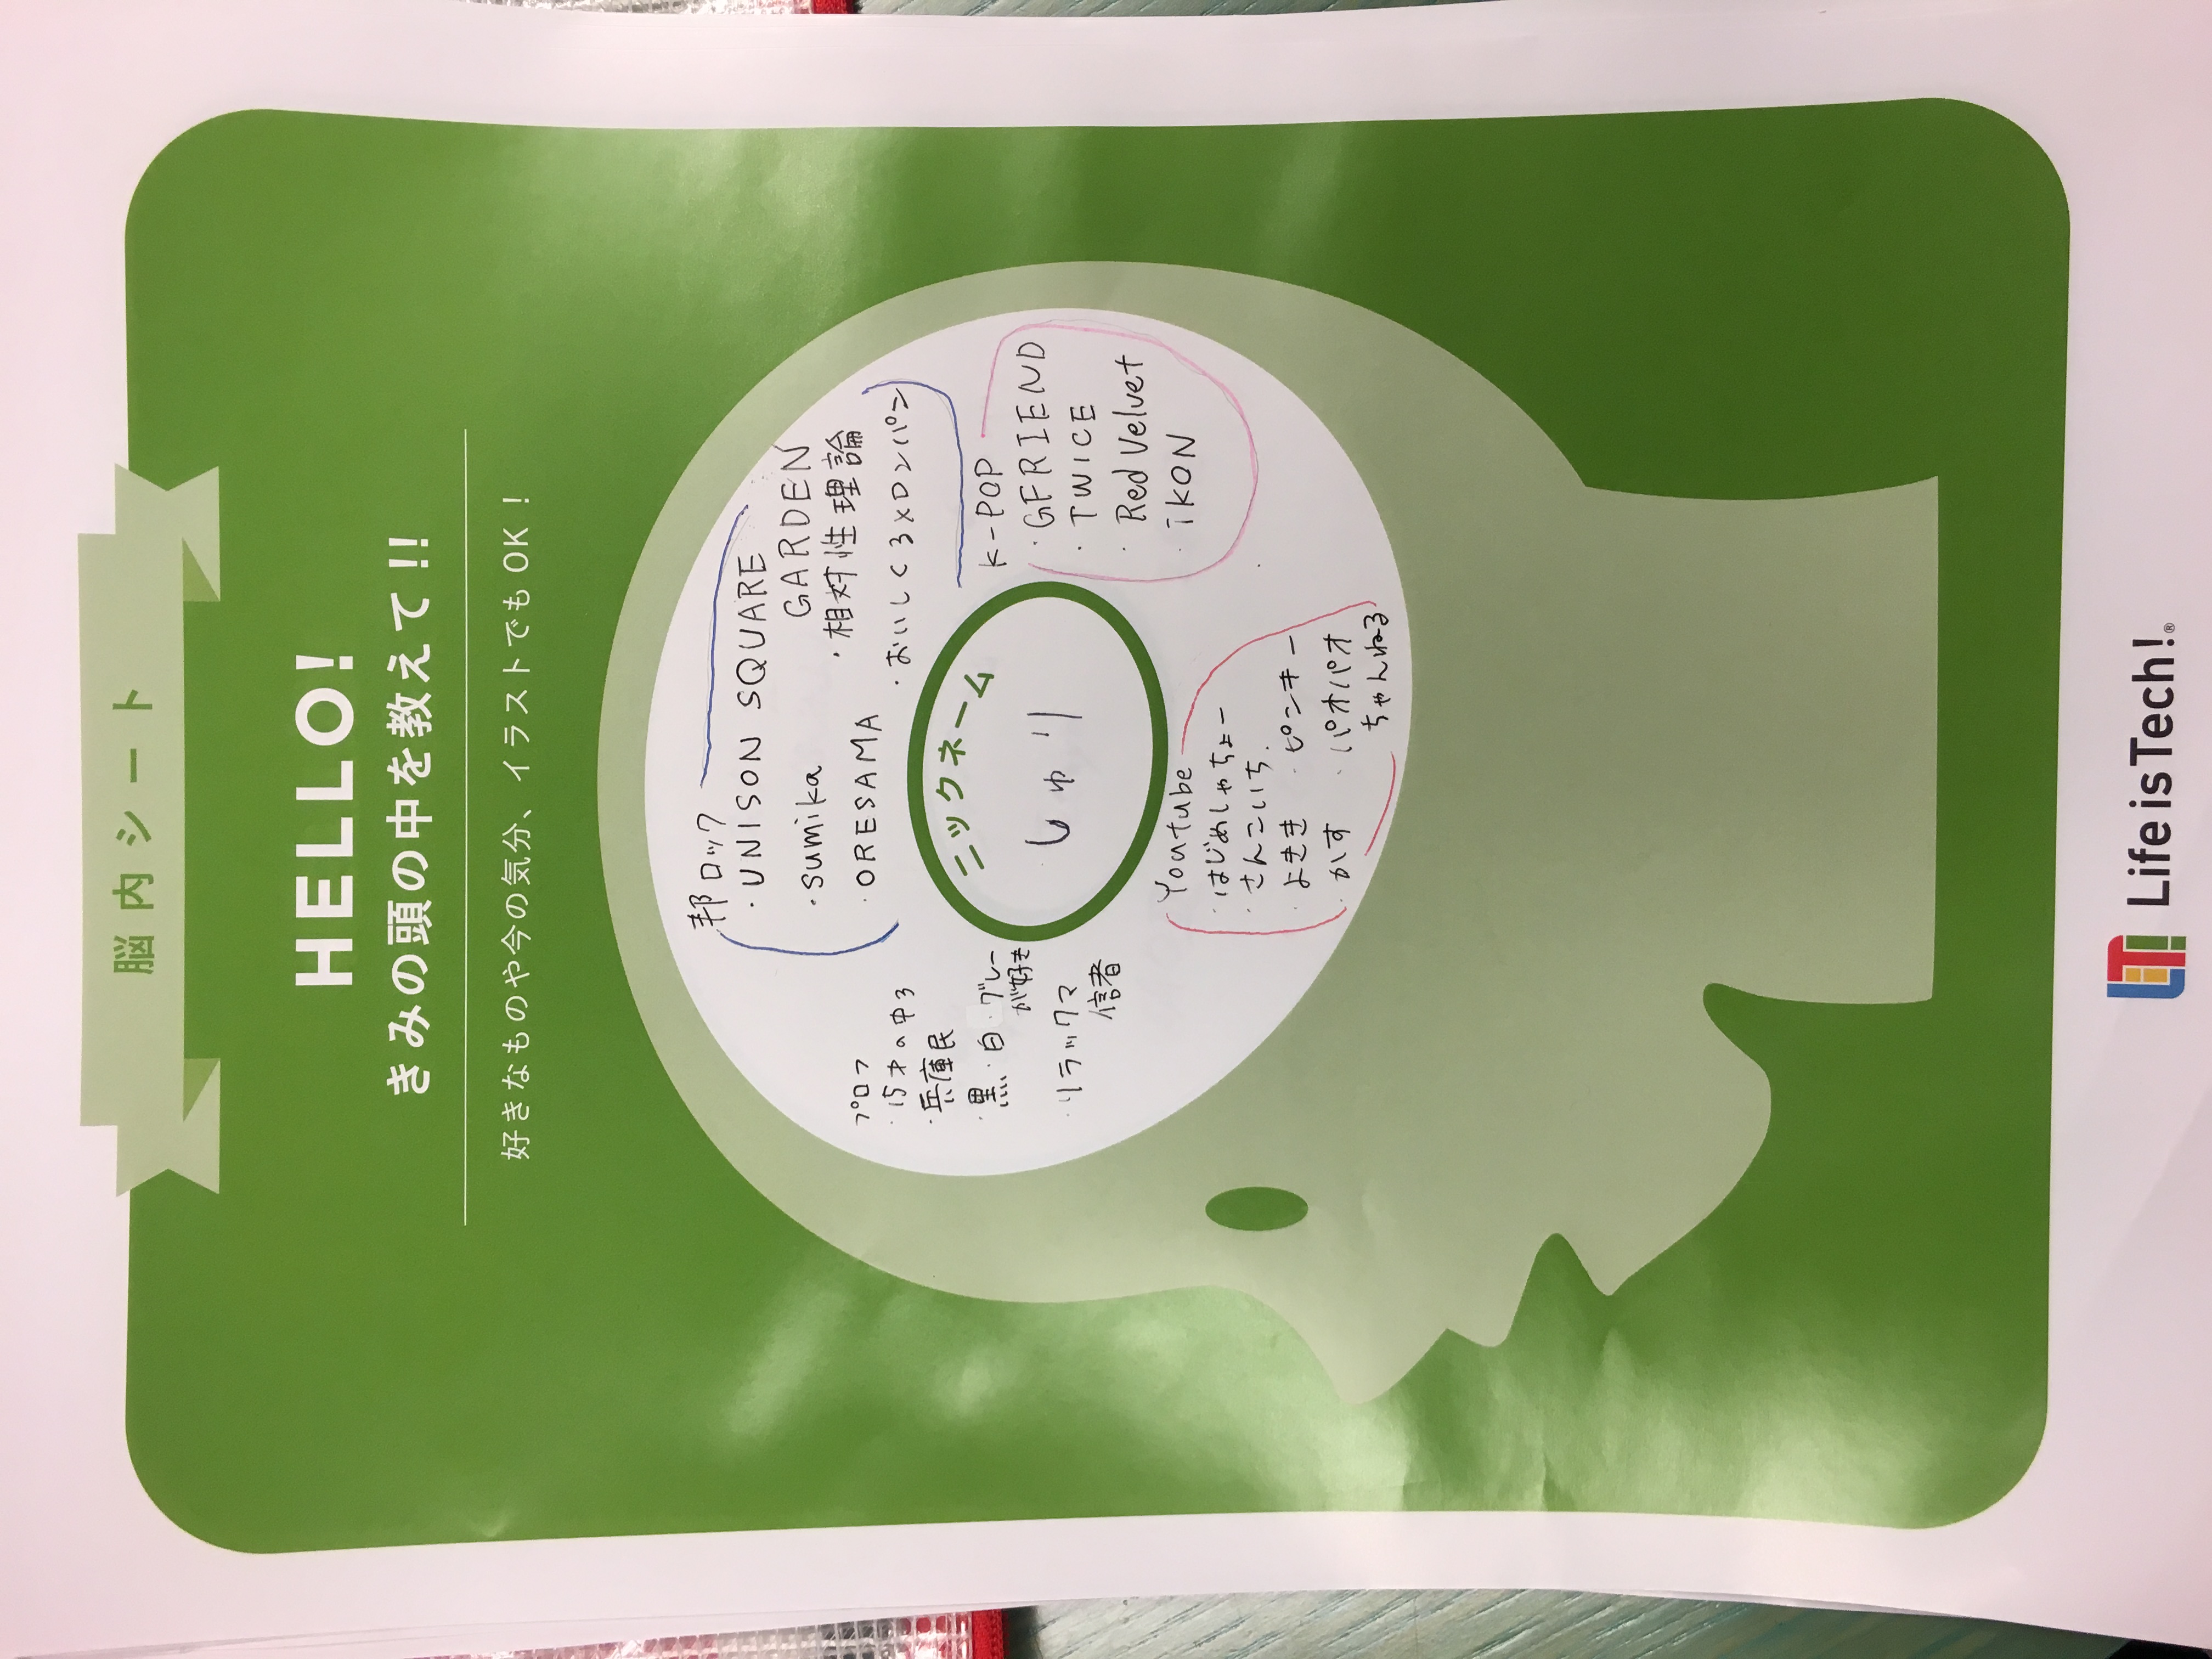 脳内シート
HELLO!
きみの頭の中を教えて!!
好きなものや今の気分、イラストでもOK!
邦ロック
・UNISON SQUARE
GARDEN
・sumika
・相対性理論
・ORESAMA
・おいしくるメロンパン
プロフ
・15才の中3
・兵庫民
・黒・白・グレー
が好き
・リラックマ
信者
ニックネーム
しゅり
K-POP
・GFRIEND
・TWICE
・Red Velvet
・iKON
Youtube
・はじめしゃちょー
・さんこいち.
・よきき ・ピンキー
・かす ・パオパオ
ちゃんねる
Life is Tech!®